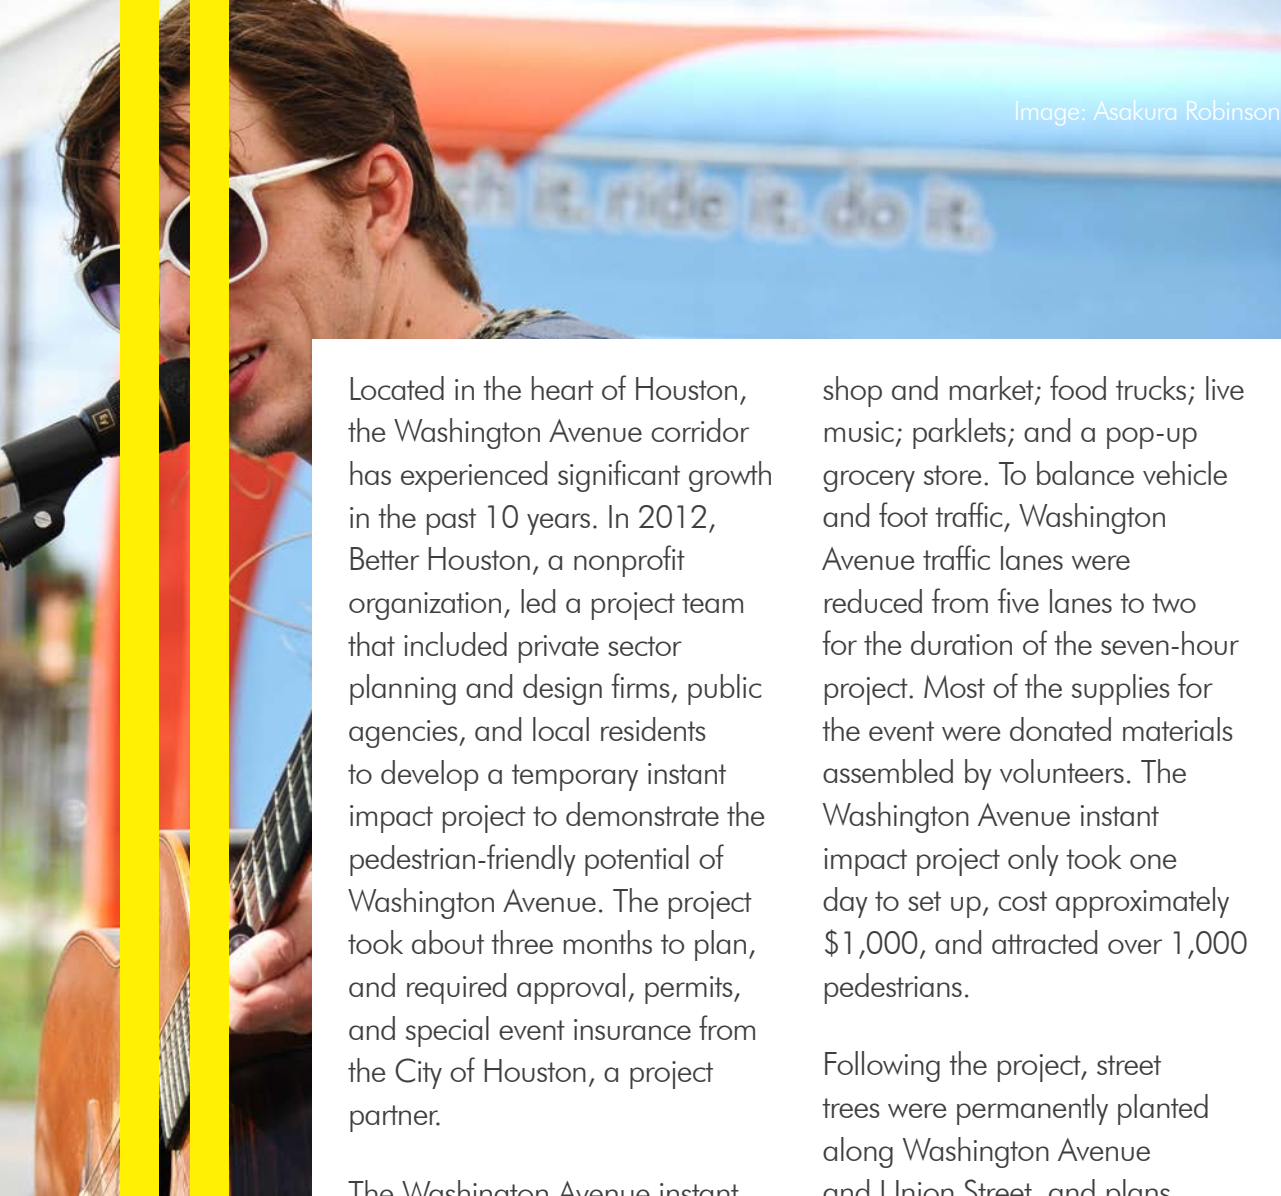 Image: Asakura Robinson
it. ride it. do it.
Located in the heart of Houston,
the Washington Avenue corridor
has experienced significant growth
in the past 10 years. In 2012,
Better Houston, a nonprofit
organization, led a project team
that included private sector
planning and design firms, public
agencies, and local residents
to develop a temporary instant
impact project to demonstrate the
pedestrian-friendly potential of
Washington Avenue. The project
took about three months to plan,
and required approval, permits,
and special event insurance from
the City of Houston, a project
partner.
The Washington Avenue instant
shop and market; food trucks; live
music; parklets; and a pop-up
grocery store. To balance vehicle
and foot traffic, Washington
Avenue traffic lanes were
reduced from five lanes to two
for the duration of the seven-hour
project. Most of the supplies for
the event were donated materials
assembled by volunteers. The
Washington Avenue instant
impact project only took one
day to set up, cost approximately
$1,000, and attracted over 1,000
pedestrians.
Following the project, street
trees were permanently planted
along Washington Avenue
and Union Street, and plans